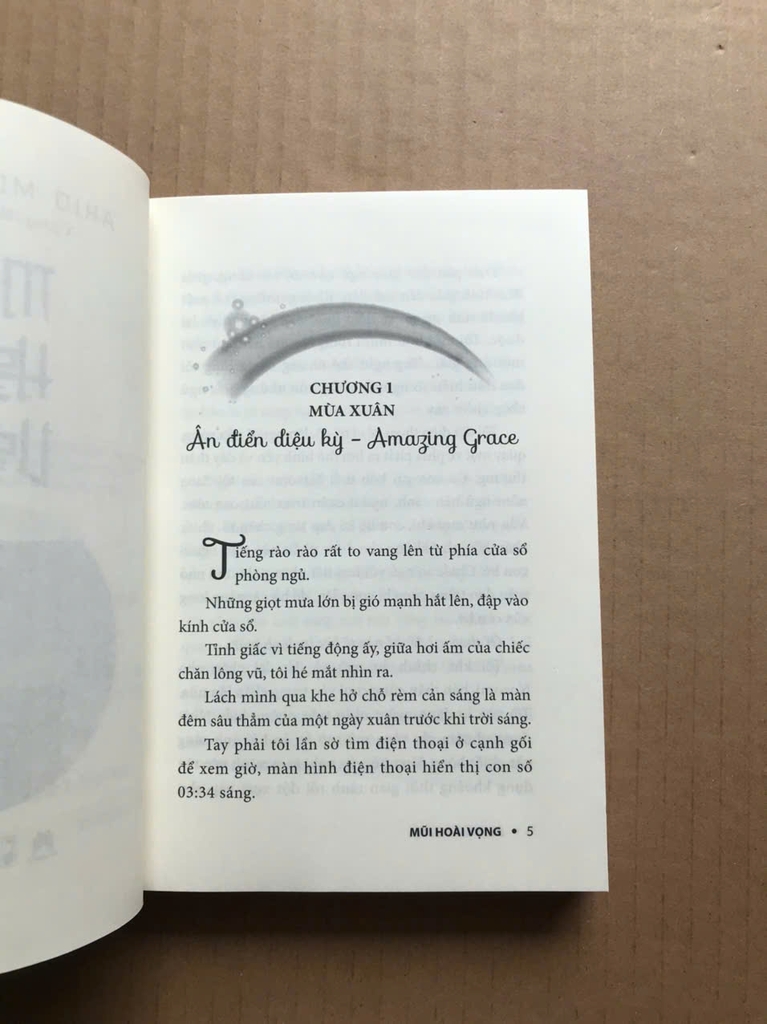 CHƯƠNG 1
MÙA XUÂN
Ân điển diệu kỳ – Amazing Grace
Tiếng rào rào rất to vang lên từ phía cửa sổ
phòng ngủ.
Những giọt mưa lớn bị gió mạnh hắt lên, đập vào
kính cửa sổ.
Tỉnh giấc vì tiếng động ấy, giữa hơi ấm của chiếc
chăn lông vũ, tôi hé mắt nhìn ra.
Lách mình qua khe hở chỗ rèm cản sáng là màn
đêm sâu thẳm của một ngày xuân trước khi trời sáng.
Tay phải tôi lần sờ tìm điện thoại ở cạnh gối
để xem giờ, màn hình điện thoại hiển thị con số
03:34 sáng.
MŨI HOÀI VỌNG • 5